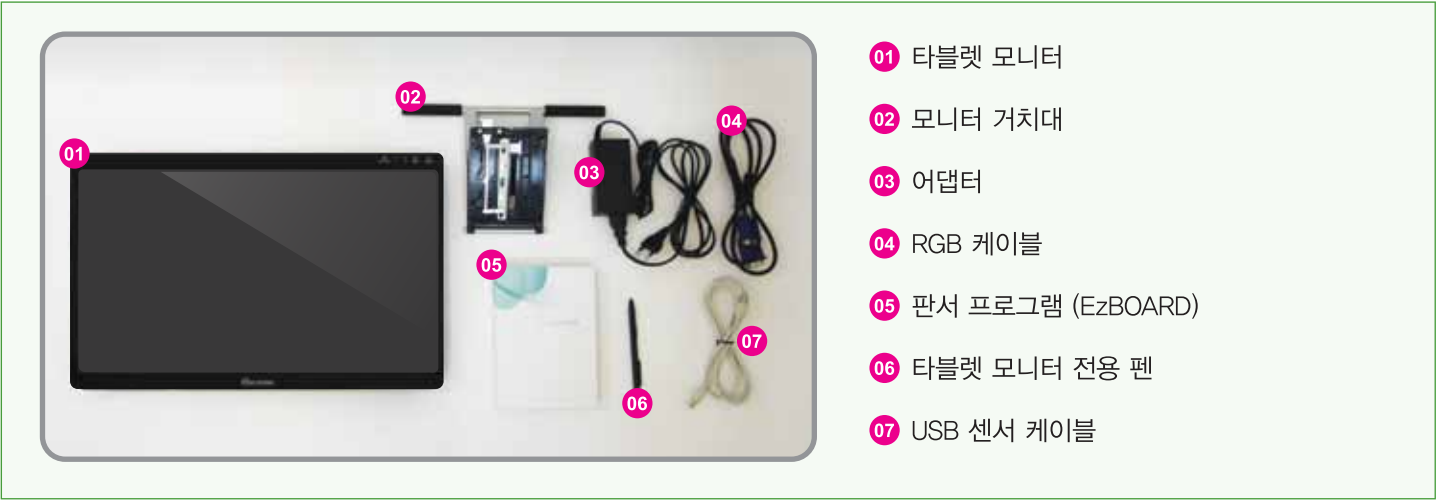 01 타블렛 모니터
02 모니터 거치대
03 어댑터
04 RGB 케이블
05 판서 프로그램 (EzBOARD)
06 타블렛 모니터 전용 펜
07 USB 센서 케이블
01
02
03
04
05
06
07